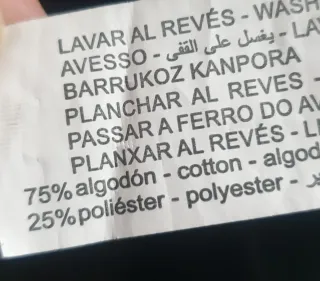 LAVAR AL REVÉS - WASH
AVESSO - يغسل على القفى - LA
BARRUKOZ KANPORA
PLANCHAR AL REVES -
PASSAR A FERRO DO AV
PLANXAR AL REVÉS - L
75% algodón - cotton - algod
25% poliéster - polyester -